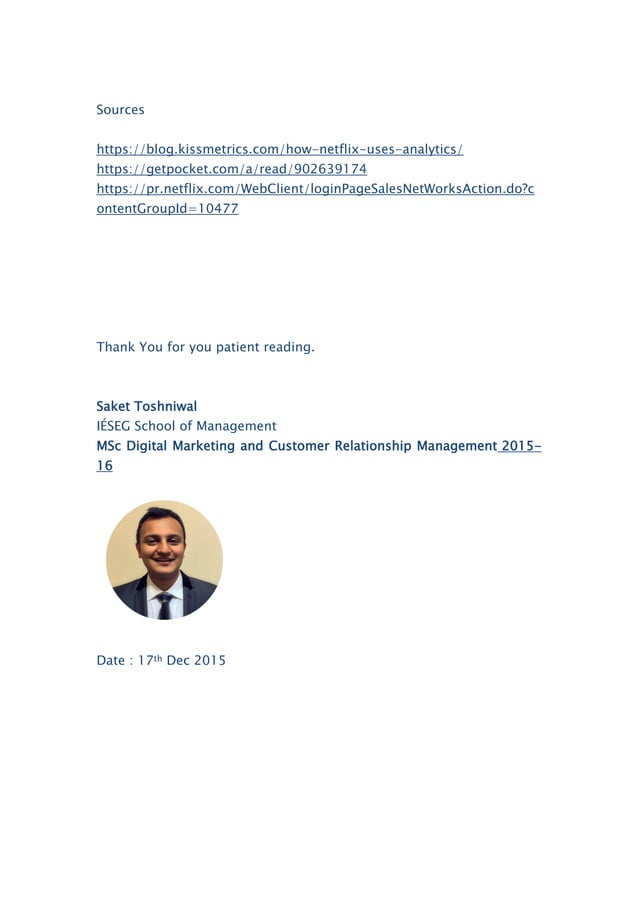 Sources
https://blog.kissmetrics.com/how-netflix-uses-analytics/
https://getpocket.com/a/read/902639174
https://pr.netflix.com/WebClient/loginPageSalesNetWorksAction.do?c
ontentGroupId=10477
Thank You for you patient reading.
Saket Toshniwal
IÉSEG School of Management
MSc Digital Marketing and Customer Relationship Management 2015-
16
Date : 17th Dec 2015